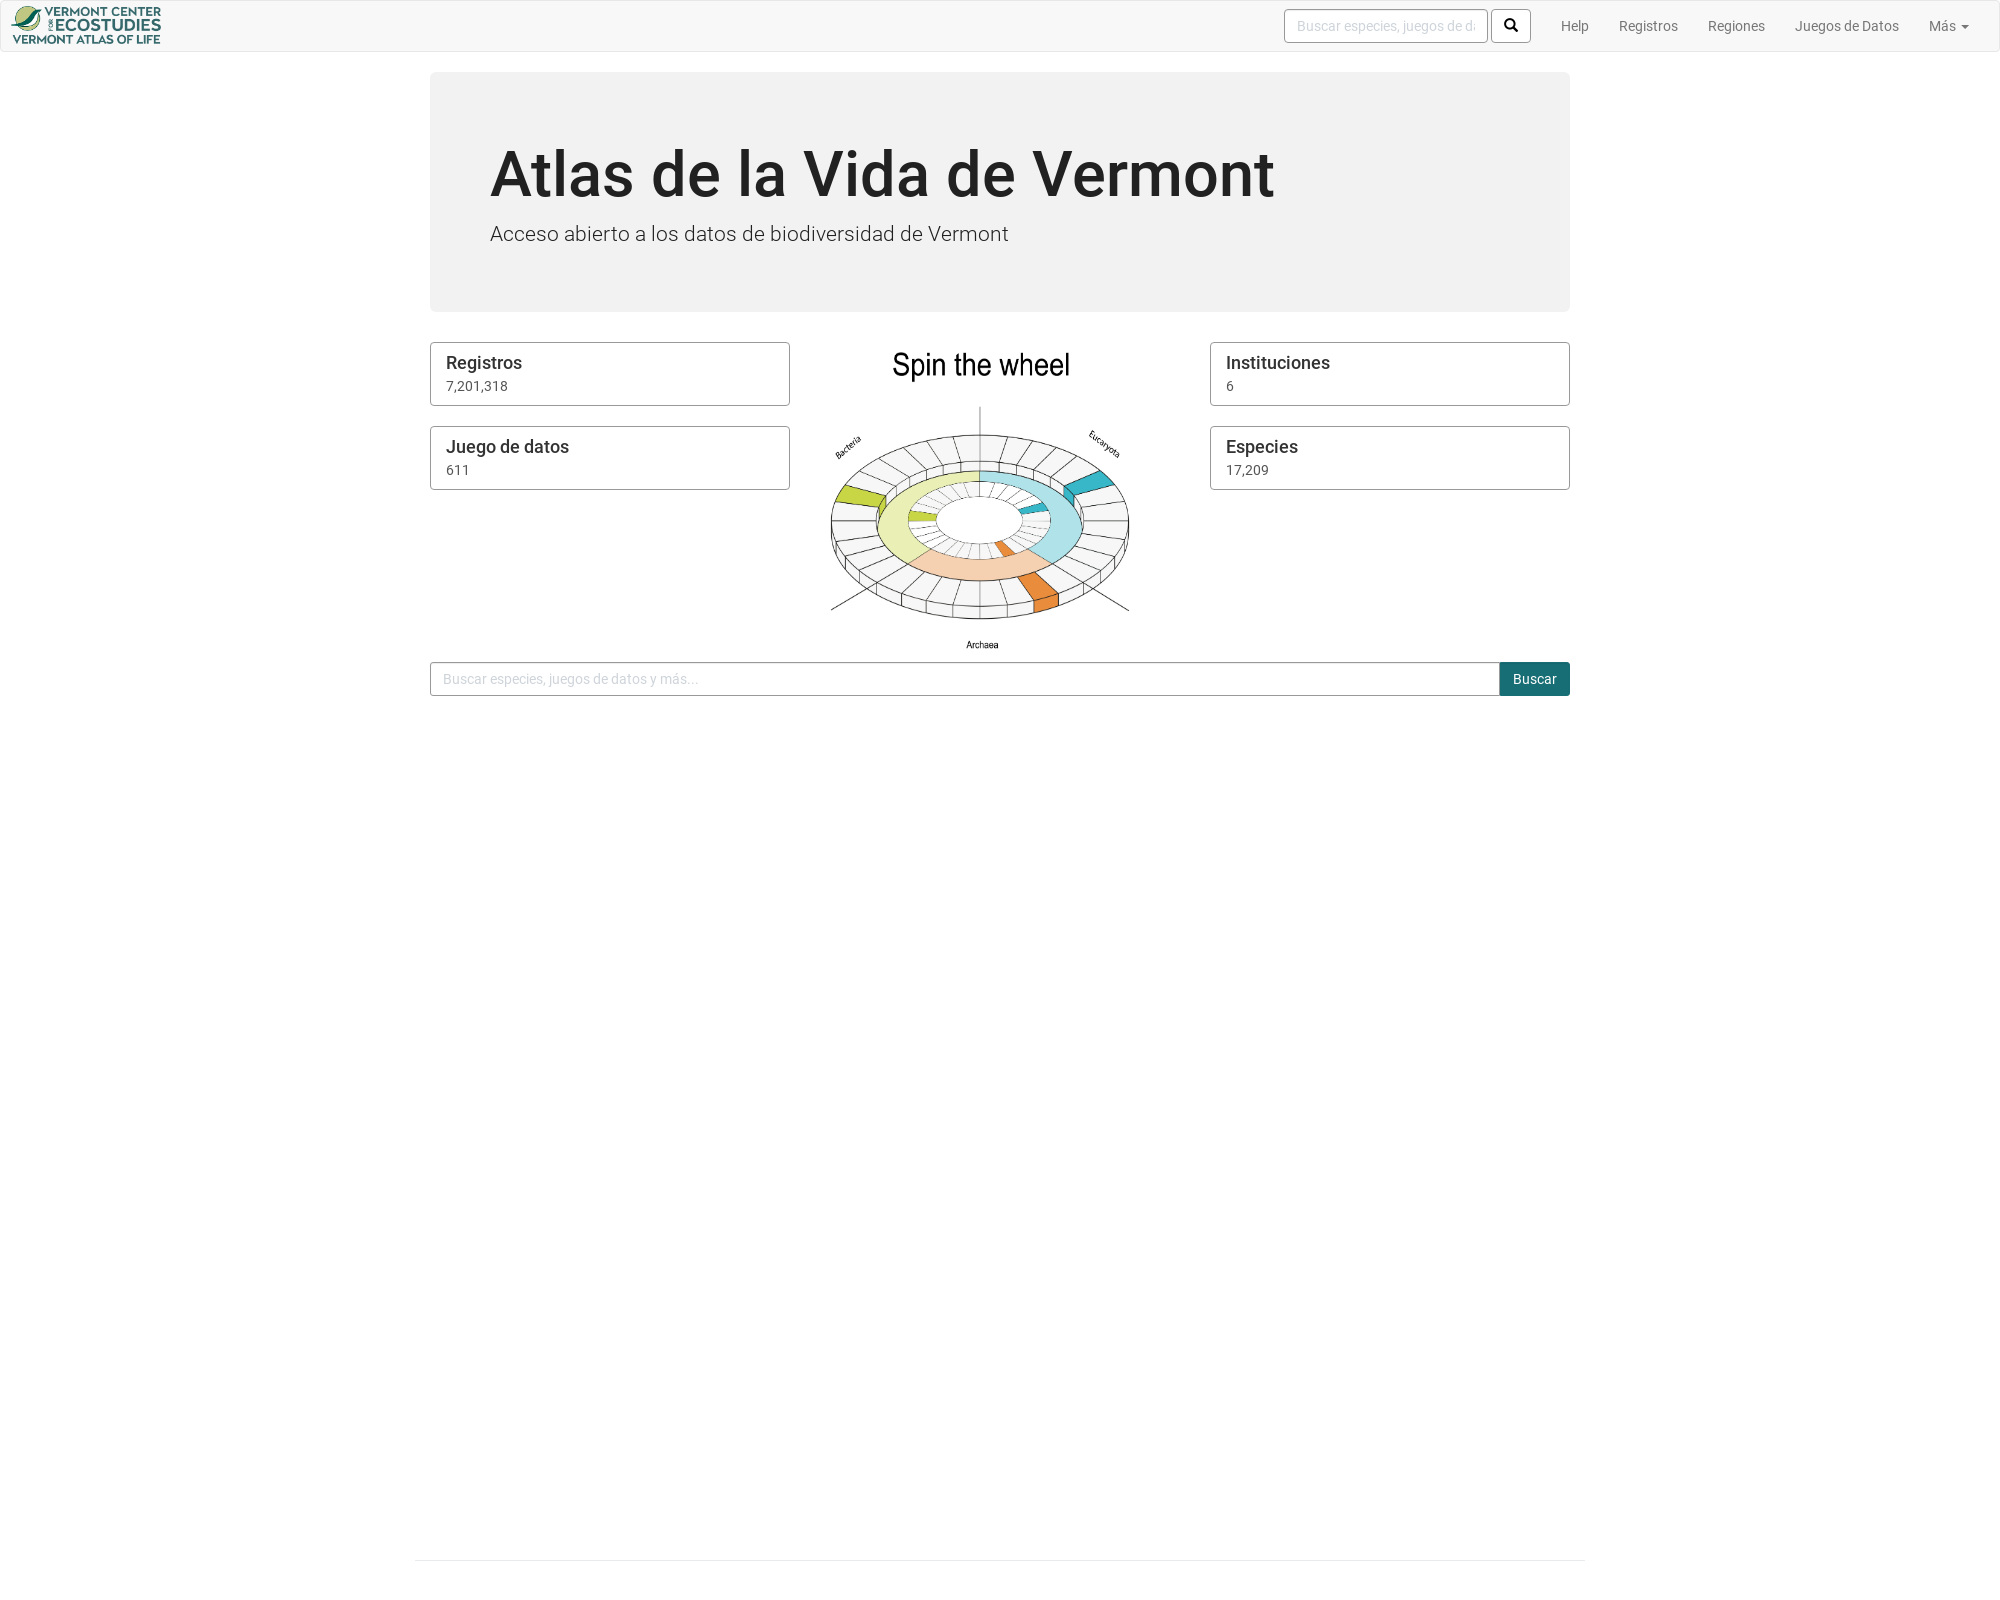 VERMONT CENTER
FOR ECOSTUDIES
VERMONT ATLAS OF LIFE
Buscar especies, juegos de da
Help
Registros
Regiones
Juegos de Datos
Más
Atlas de la Vida de Vermont
Acceso abierto a los datos de biodiversidad de Vermont
Registros
7,201,318
Juego de datos
611
Spin the wheel
Bacteria
Eucaryota
Archaea
Instituciones
6
Especies
17,209
Buscar especies, juegos de datos y más...
Buscar